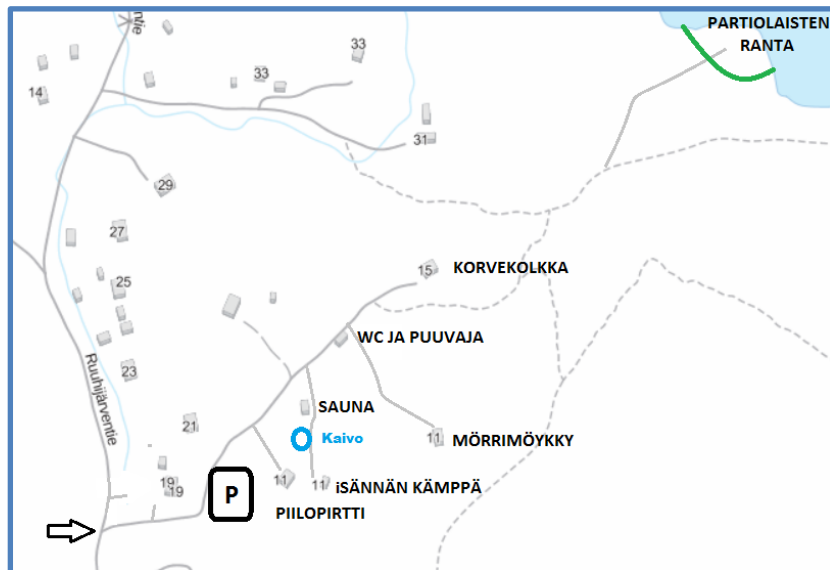 ntie
PARTIOLAISTEN
RANTA
33
33
14
31
29
27
25
15
KORVEKOLKKA
WC JA PUUVAJA
Ruuhijärventie
23
SAUNA
21
Kaivo
11
MÖRRIMÖYKKY
19
19
P
11
11
iSÄNNÄN KÄMPPÄ
PIILOPIRTTI